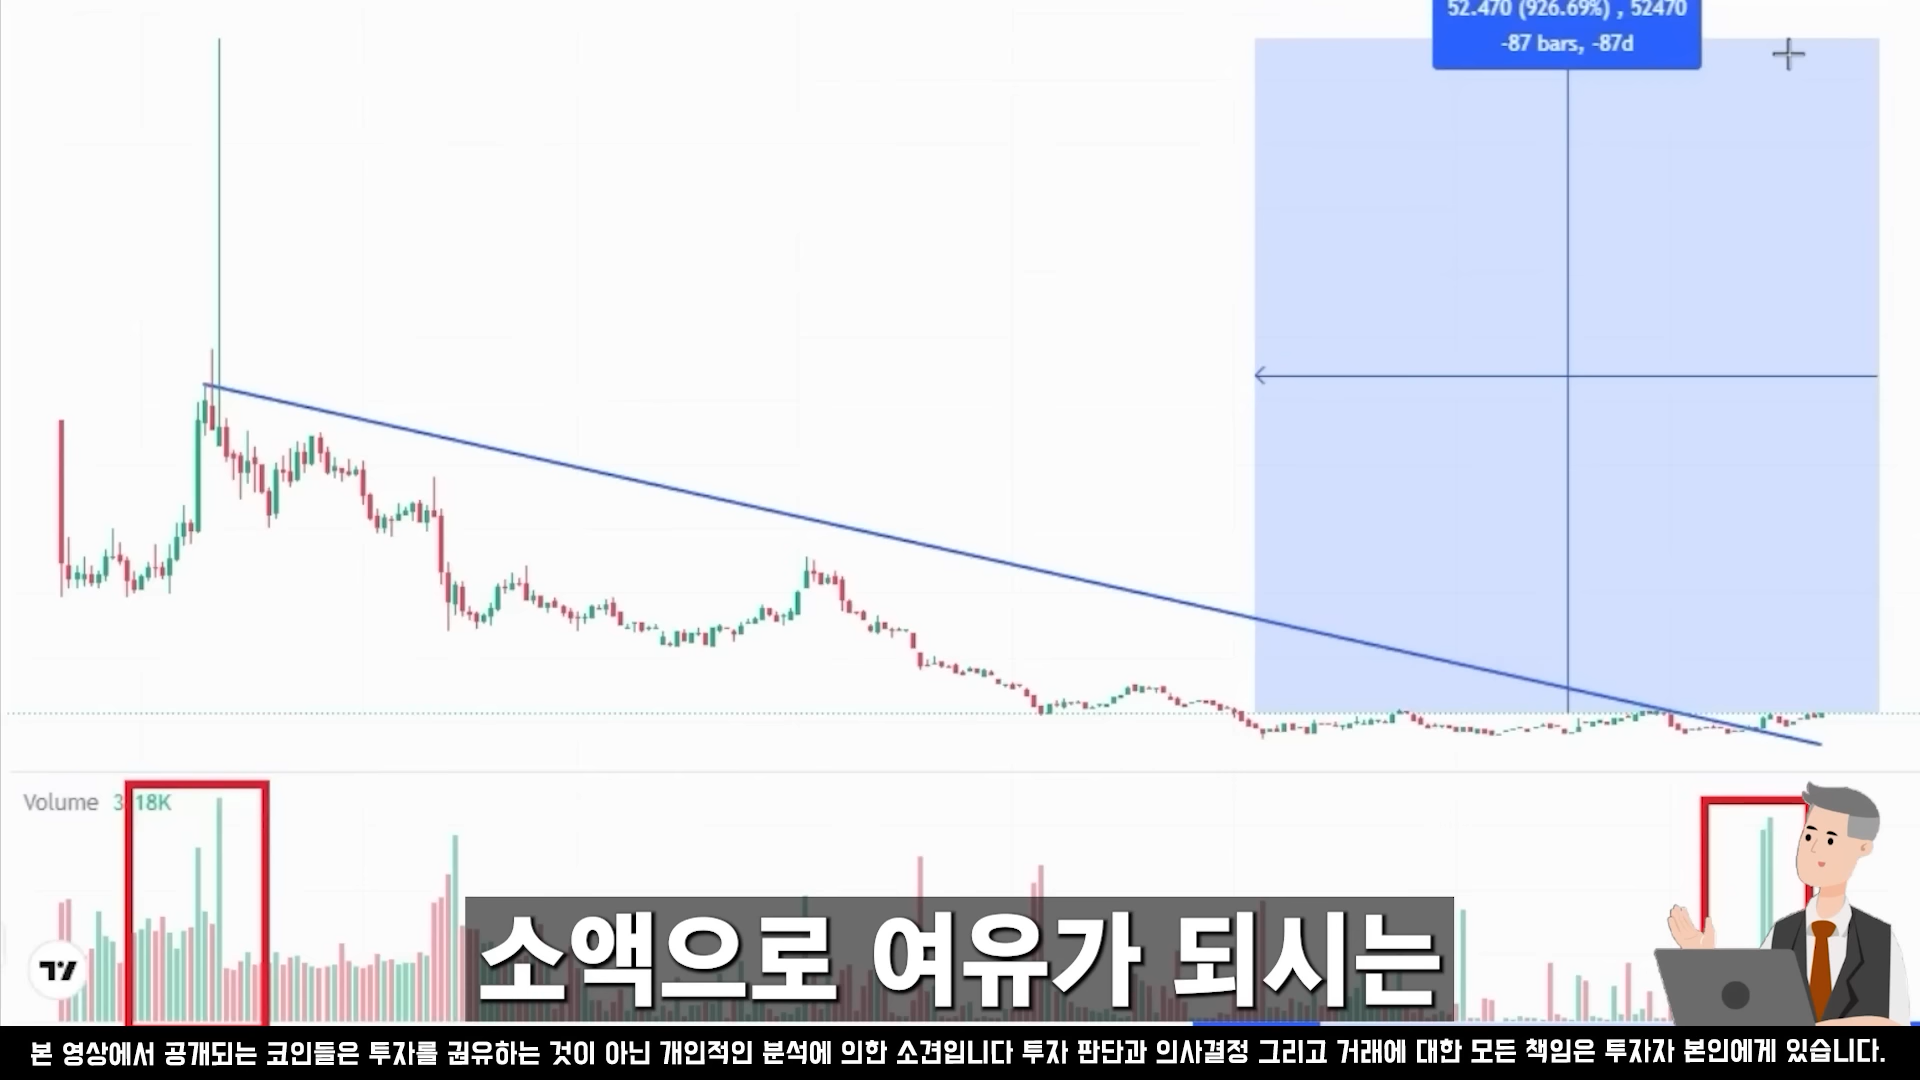 52.470 (926.69%) , 52470
-87 bars, -87d
Volume 3.18K
소액으로 여유가 되시는
본 영상에서 공개되는 코인들은 투자를 권유하는 것이 아닌 개인적인 분석에 의한 소견입니다 투자 판단과 의사결정 그리고 거래에 대한 모든 책임은 투자자 본인에게 있습니다.